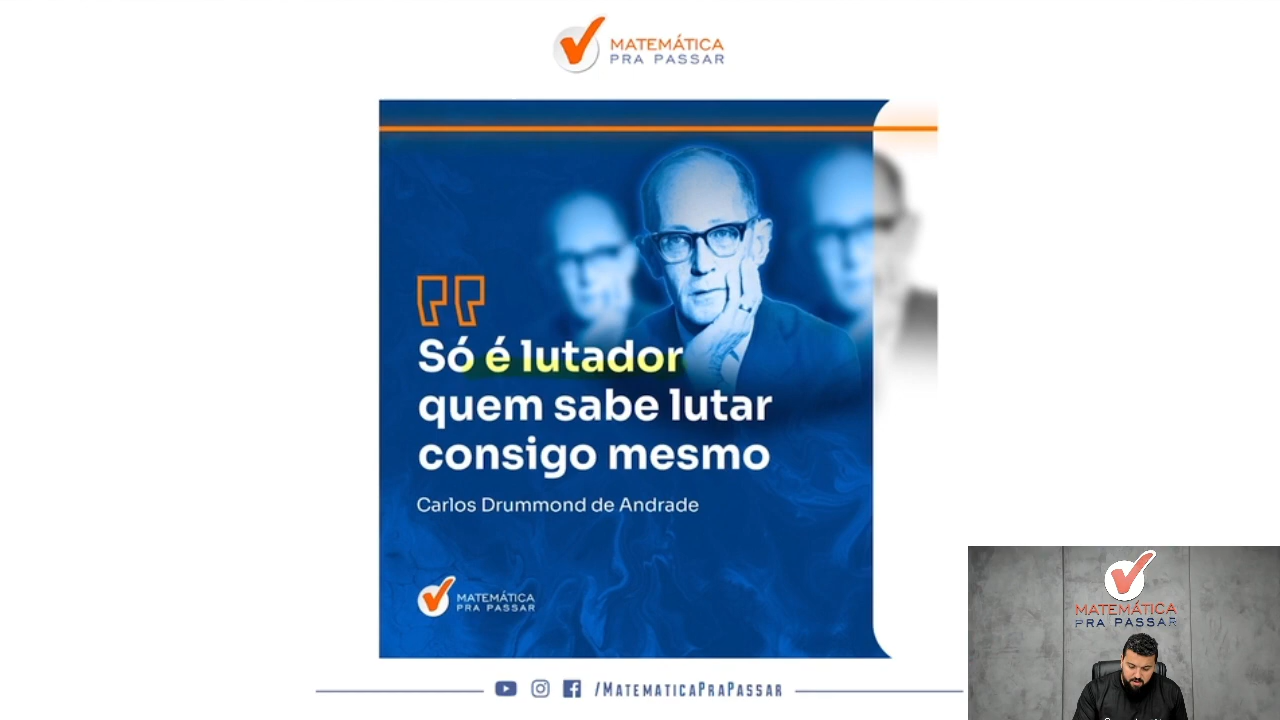 MATEMÁTICA
PRA PASSAR
Só é lutador
quem sabe lutar
consigo mesmo
Carlos Drummond de Andrade
MATEMÁTICA
PRA PASSAR
/MATEMATICAPRAPASSAR
MATEMÁTICA
PRA PASSAR